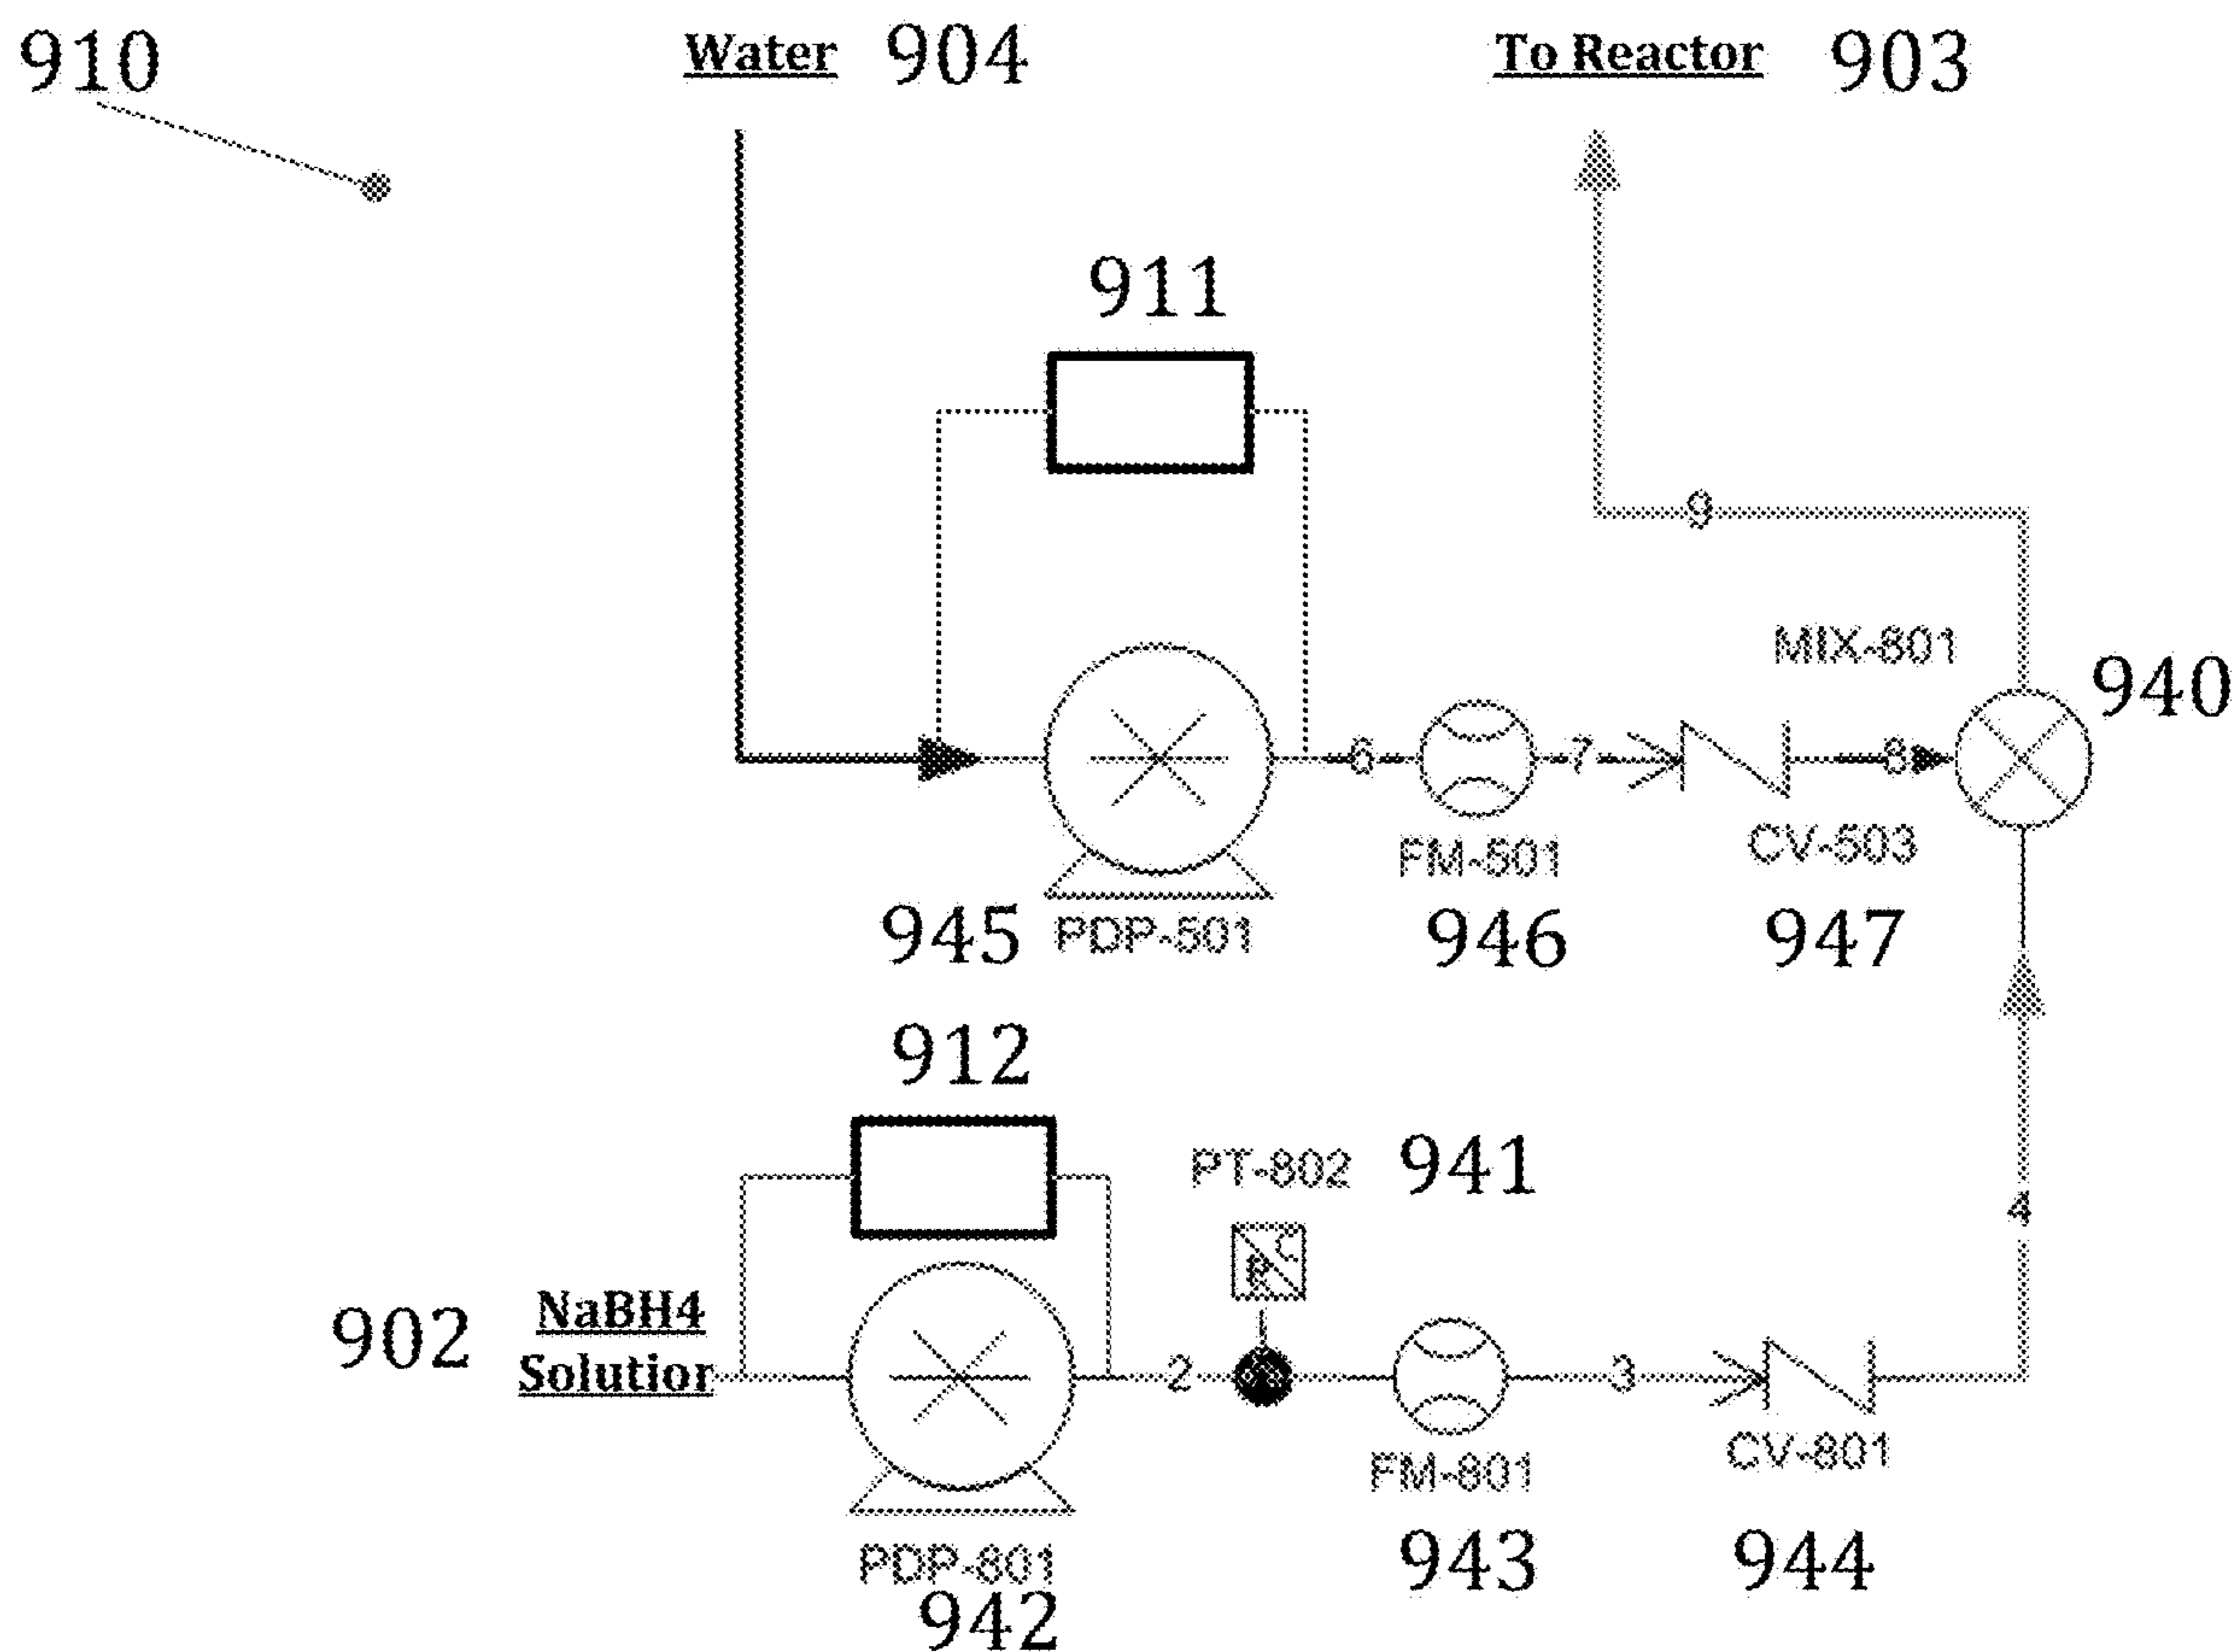 910
Water 904
To Reactor 903
911
9
MIX-801
940
6
7
8
FM-501
CV-503
945 PDP-501
946
947
912
PT-802 941
P C
4
902
NaBH4
Solutior
2
3
FM-801
CV-801
PDP-801
942
943
944